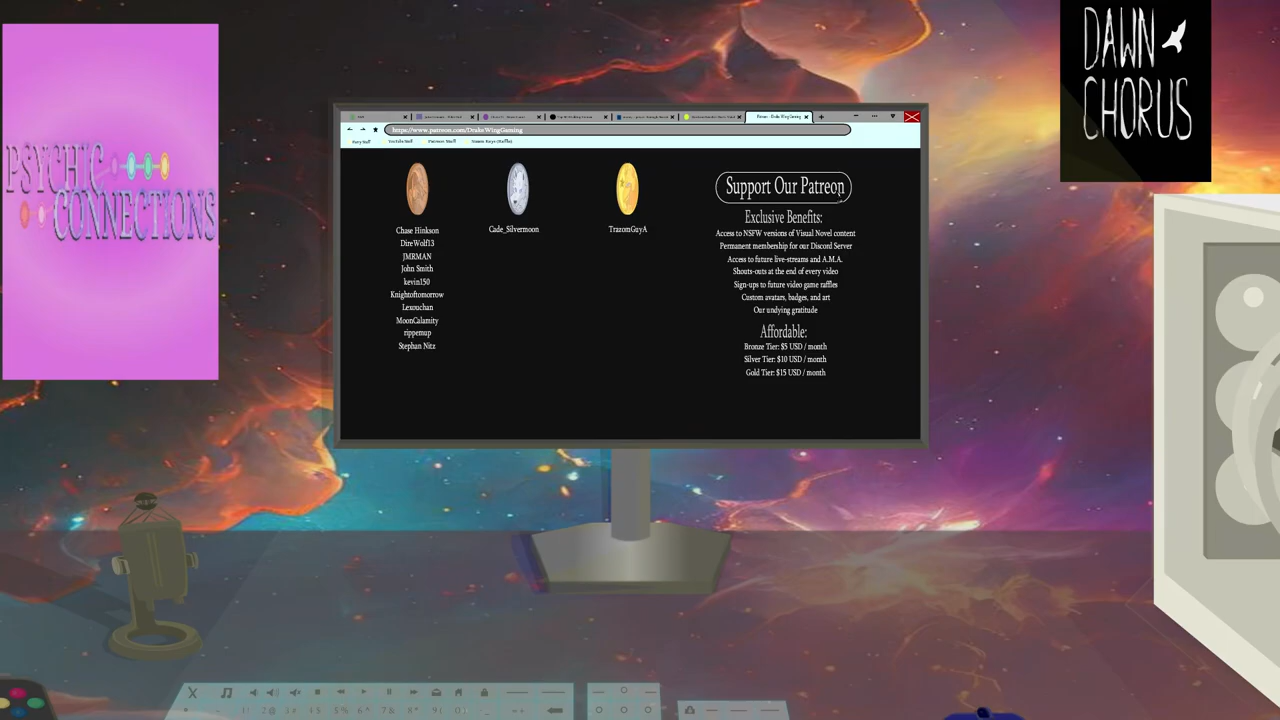 PSYCHIC
CONNECTIONS
DAWN
CHORUS
https://www.patreon.com/DrakeWingGaming
Support Our Patreon
Exclusive Benefits:
Access to NSFW versions of Visual Novel content
Permanent membership for our Discord Server
Access to future live-streams and A.M.A.
Shouts-outs at the end of every video
Sign-ups to future video game raffles
Custom avatars, badges, and art
Our undying gratitude
Affordable:
Bronze Tier: $5 USD / month
Silver Tier: $10 USD / month
Gold Tier: $15 USD / month
Chase Hinkson
DireWolf13
JMRMAN
John Smith
kevin150
Knightoftomorrow
Lexouchan
MoonCalamity
rippemup
Stephan Nitz
Cade_Silvermoon
TrazomGuyA